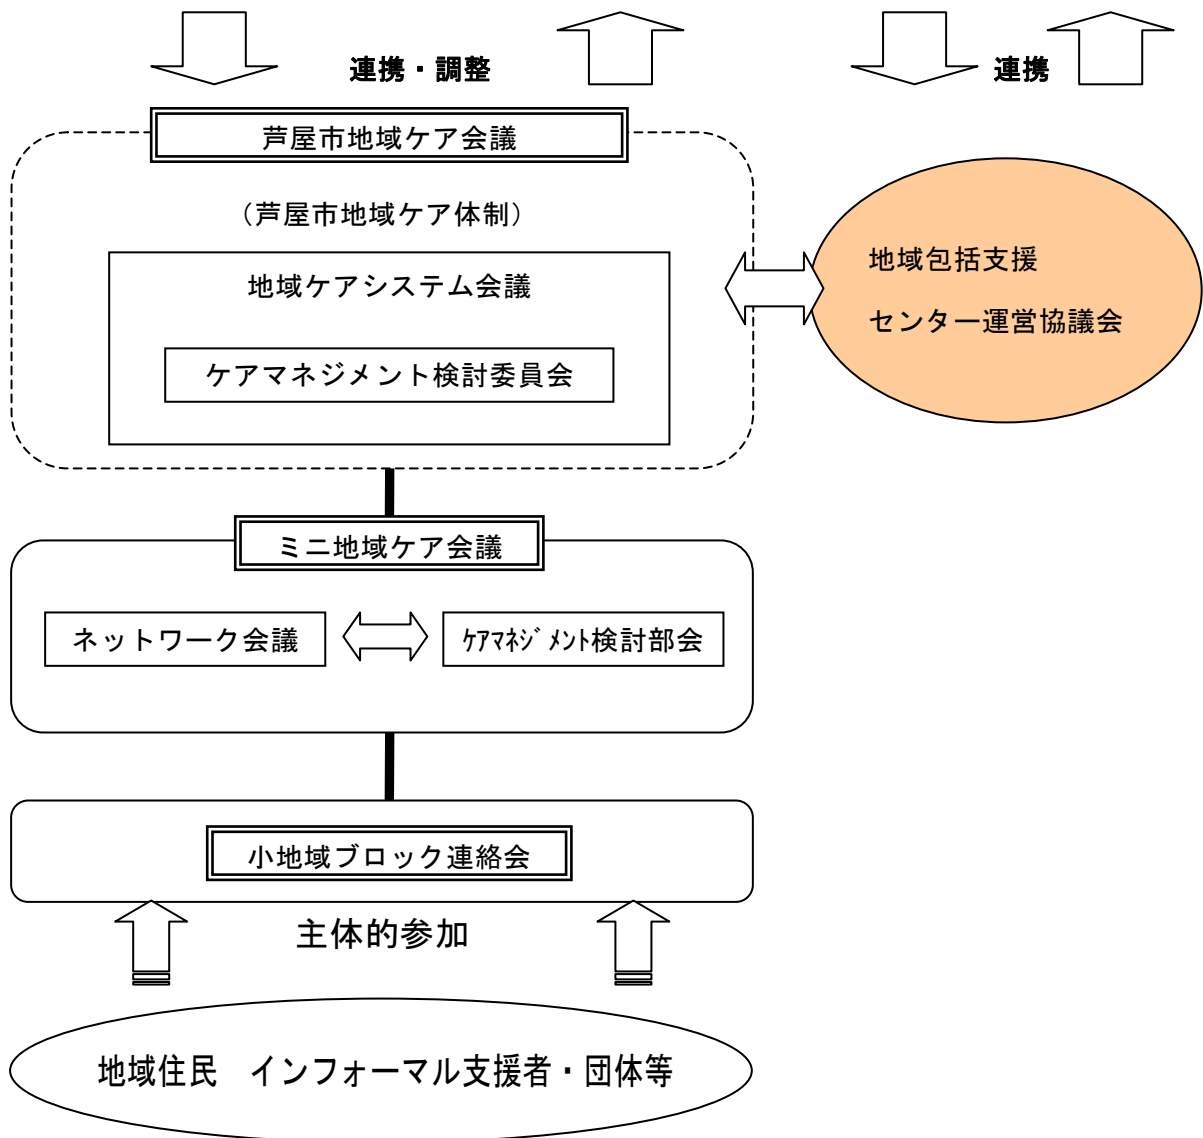 連携・調整
連携
芦屋市地域ケア会議
（芦屋市地域ケア体制）
地域ケアシステム会議
ケアマネジメント検討委員会
地域包括支援
センター運営協議会
ミニ地域ケア会議
ネットワーク会議
ｹｱﾏﾈｼﾞﾒﾝﾄ検討部会
小地域ブロック連絡会
主体的参加
地域住民　インフォーマル支援者・団体等